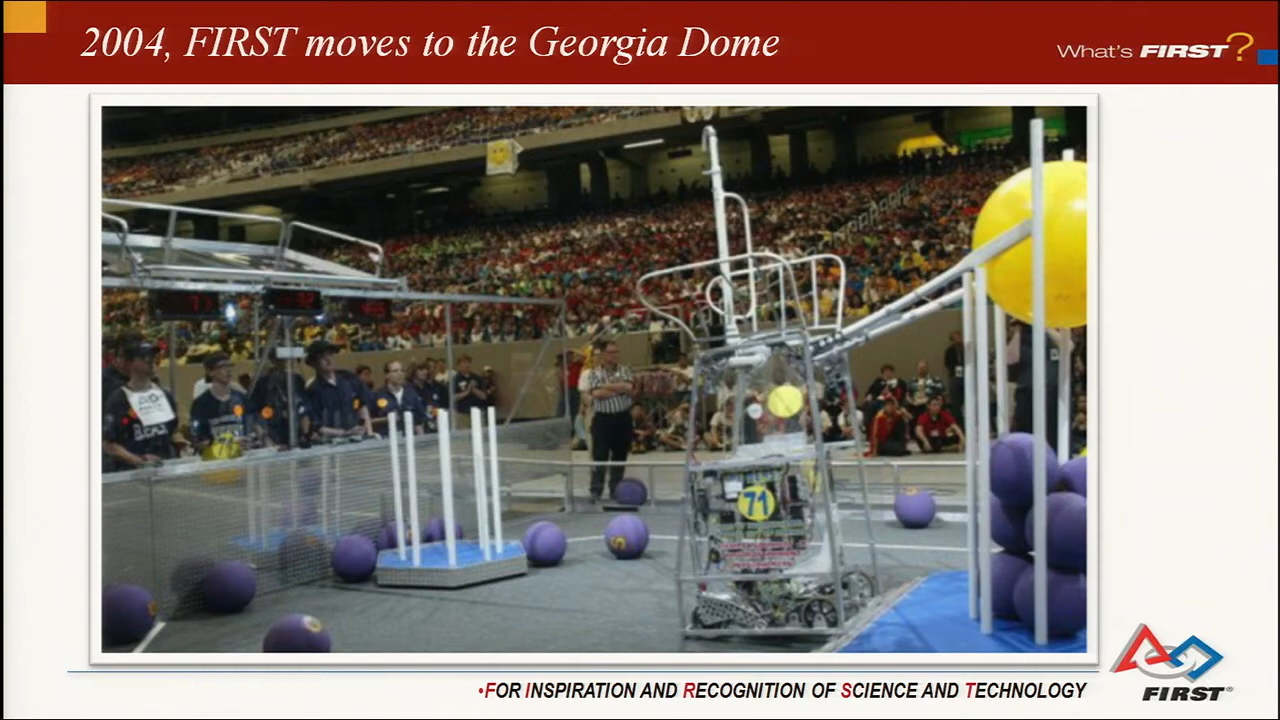 2004, FIRST moves to the Georgia Dome
What's FIRST?
71
•FOR INSPIRATION AND RECOGNITION OF SCIENCE AND TECHNOLOGY
FIRST®